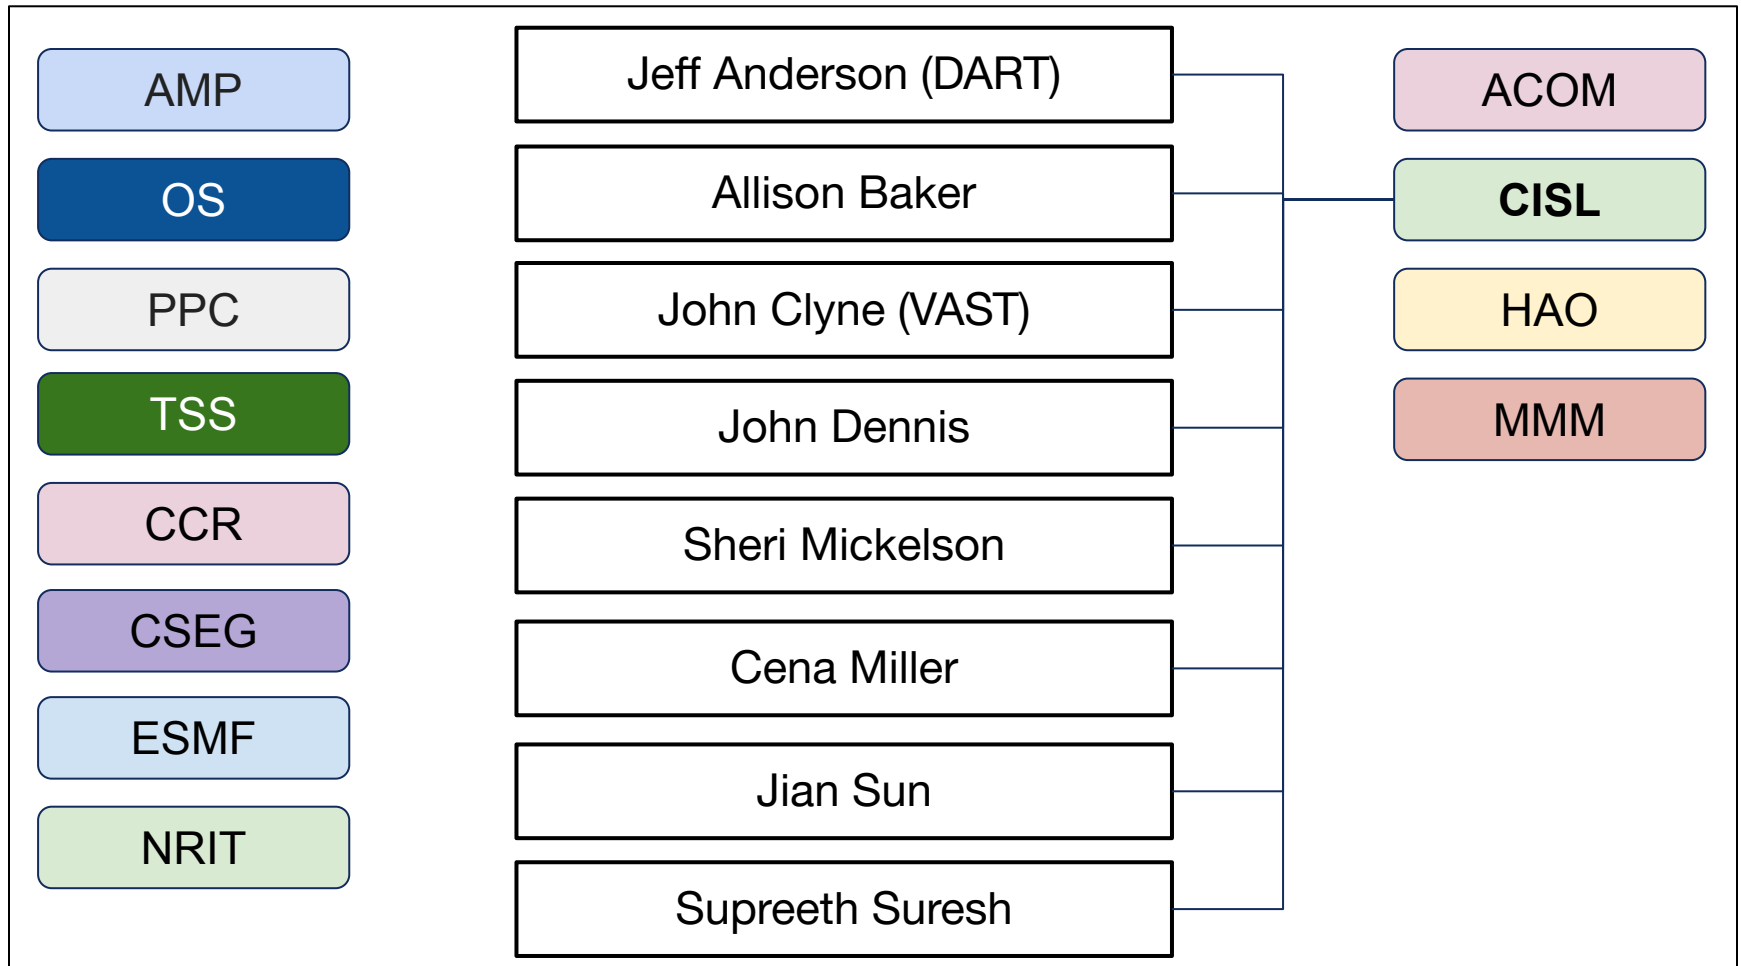 AMP
OS
PPC
TSS
CCR
CSEG
ESMF
NRIT
Jeff Anderson (DART)
Allison Baker
John Clyne (VAST)
John Dennis
Sheri Mickelson
Cena Miller
Jian Sun
Supreeth Suresh
ACOM
CISL
HAO
MMM